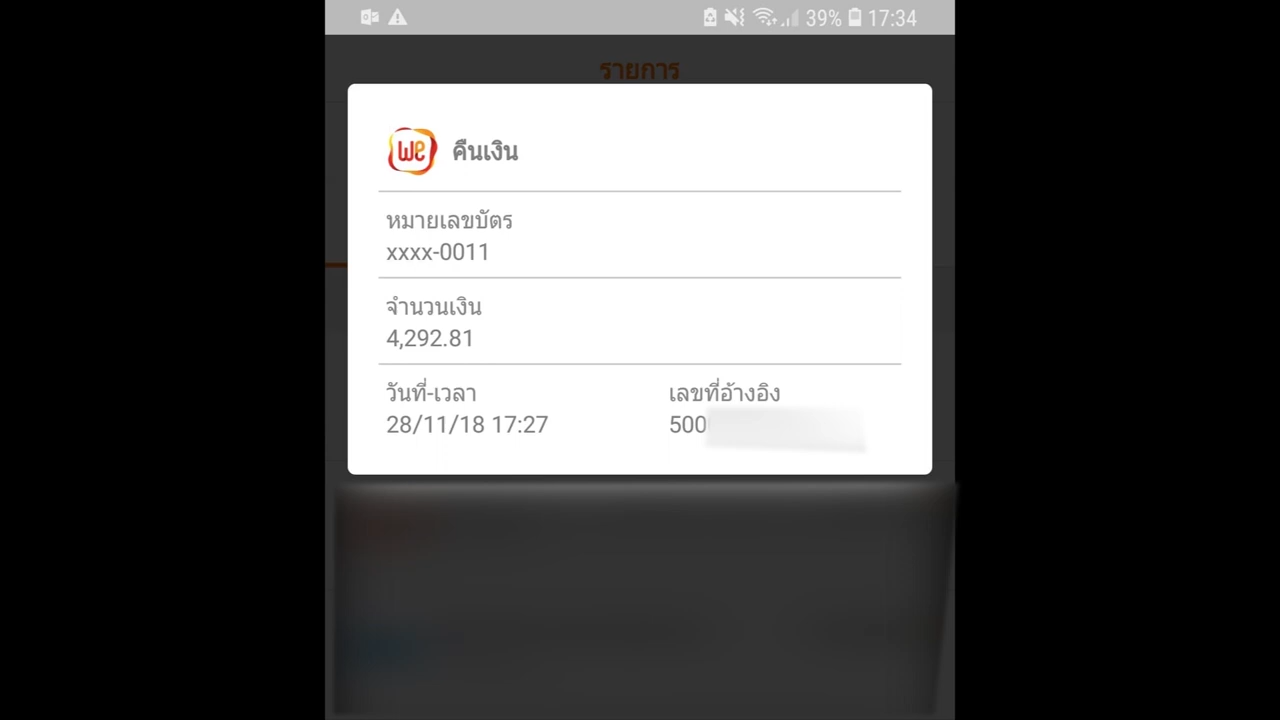 39% 17:34
รายการ
we คืนเงิน
หมายเลขบัตร
xxxx-0011
จำนวนเงิน
4,292.81
วันที่-เวลา เลขที่อ้างอิง
28/11/18 17:27 500